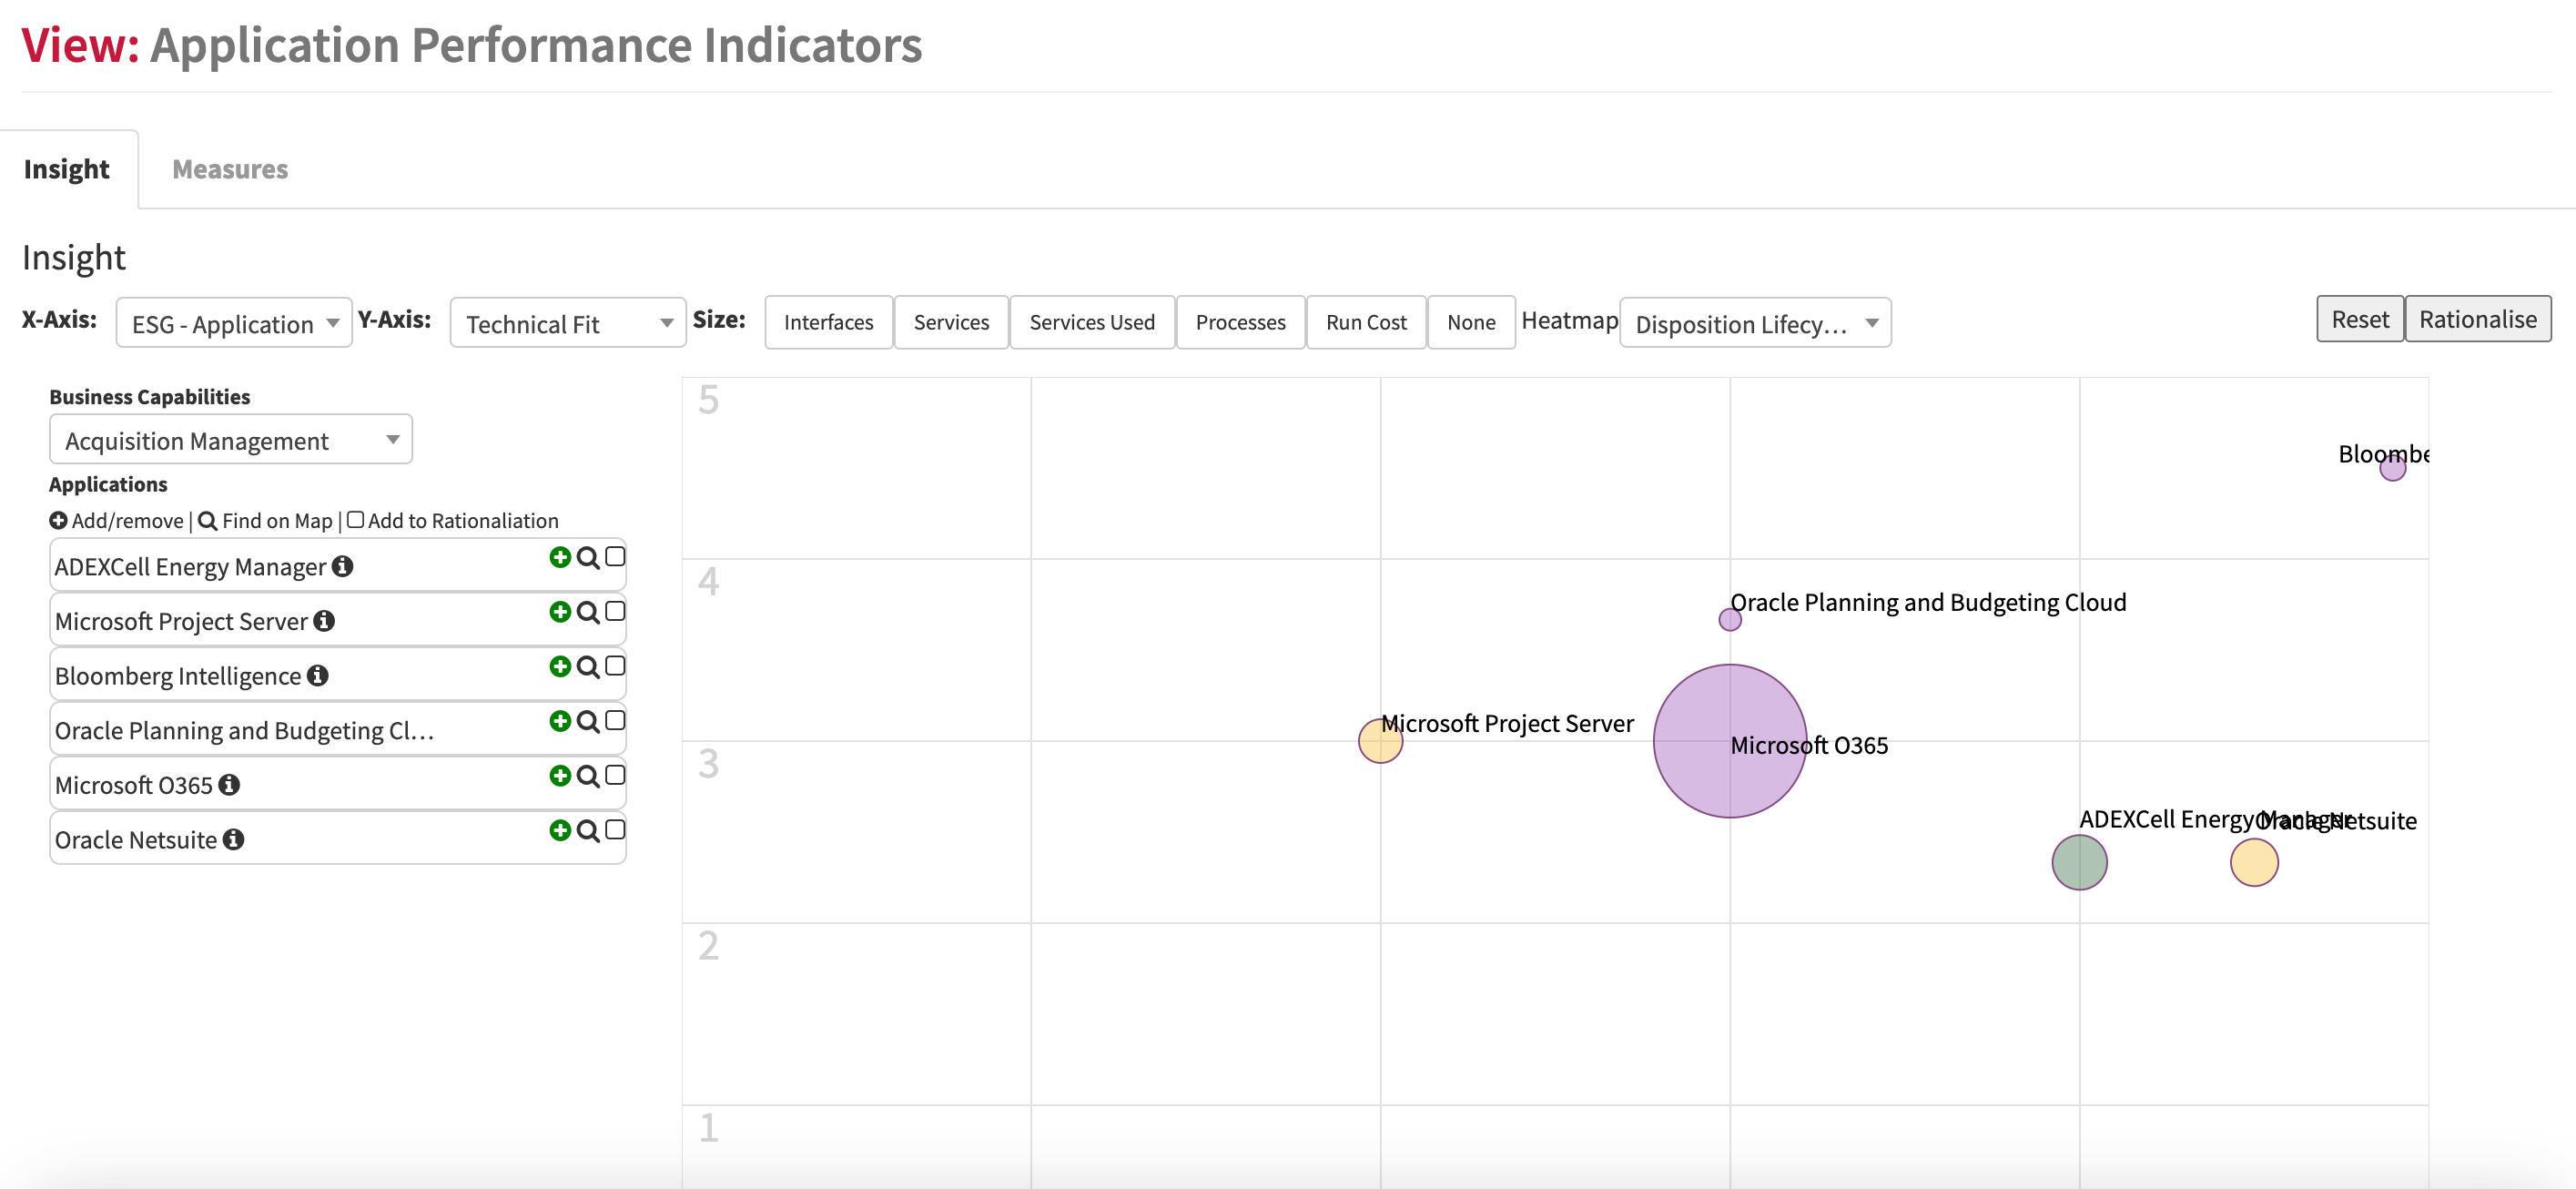 View: Application Performance Indicators
Insight Measures
Insight
X-Axis: ESG - Application Y-Axis: Technical Fit Size: Interfaces Services Services Used Processes Run Cost None Heatmap Disposition Lifecy... Reset Rationalise
Business Capabilities
Acquisition Management
Applications
Add/remove | Find on Map | Add to Rationaliation
ADEXCell Energy Manager
Microsoft Project Server
Bloomberg Intelligence
Oracle Planning and Budgeting Cl...
Microsoft O365
Oracle Netsuite
5
Bloombe
4
Oracle Planning and Budgeting Cloud
Microsoft Project Server
Microsoft O365
3
ADEXCell Energy Manager
Oracle Netsuite
2
1